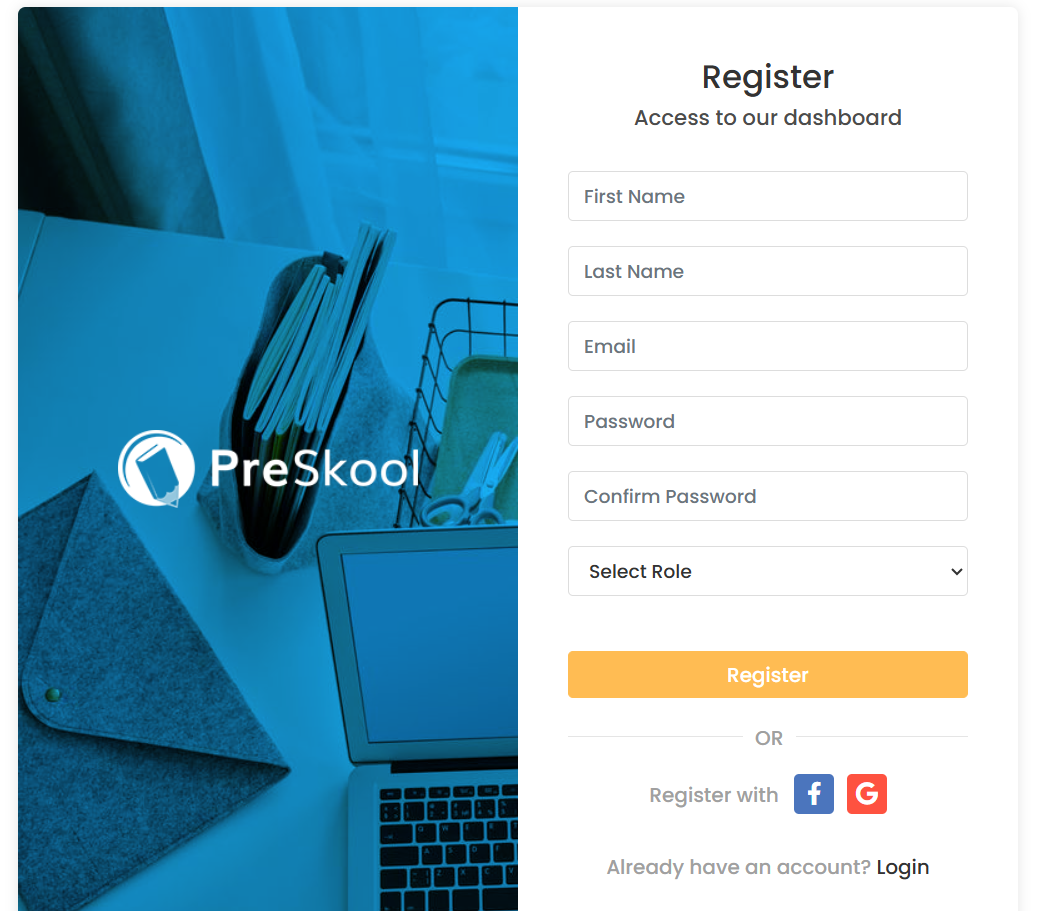 PreSkool
Register
Access to our dashboard
First Name
Last Name
Email
Password
Confirm Password
Select Role
Register
OR
Register with
Already have an account? Login